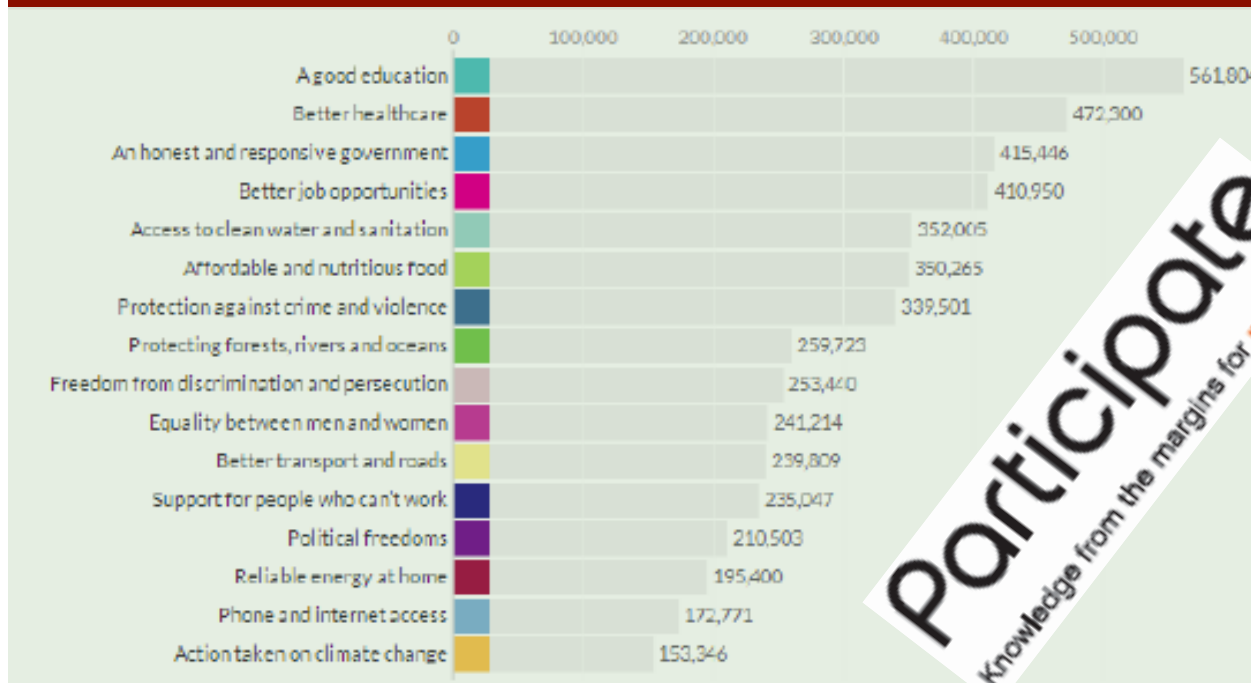 0 100,000 200,000 300,000 400,000 500,000
A good education 561,804
Better healthcare 472,300
An honest and responsive government 415,446
Better job opportunities 410,950
Access to clean water and sanitation 352,005
Affordable and nutritious food 350,265
Protection against crime and violence 339,501
Protecting forests, rivers and oceans 259,723
Freedom from discrimination and persecution 253,440
Equality between men and women 241,214
Better transport and roads 239,809
Support for people who can't work 235,047
Political freedoms 210,503
Reliable energy at home 195,400
Phone and internet access 172,771
Action taken on climate change 153,346
Participate
Knowledge from the margins for